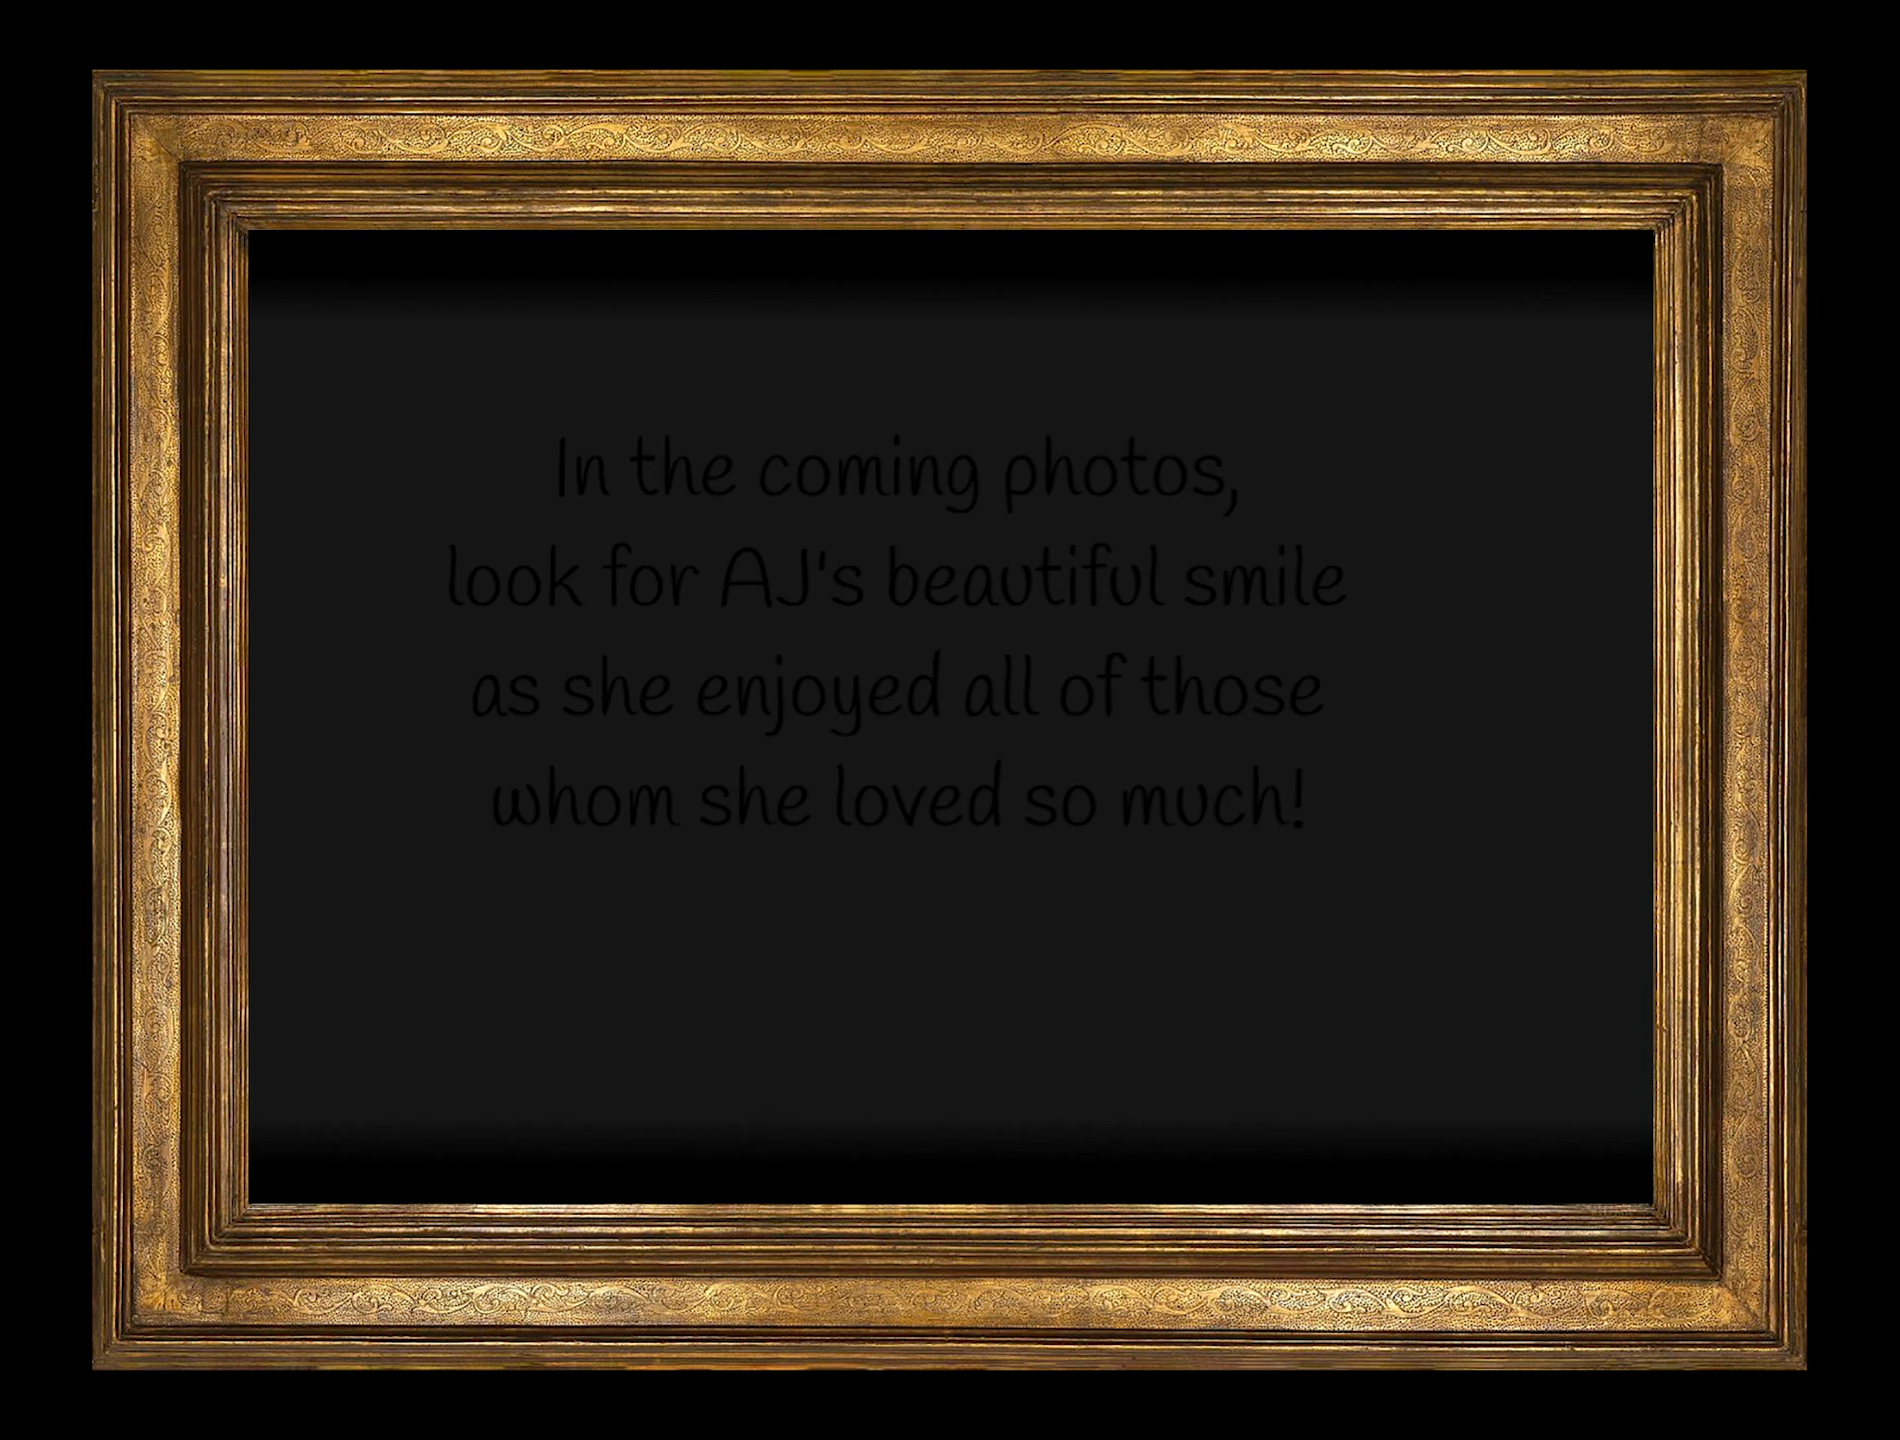 In the coming photos,
look for AJ's beautiful smile
as she enjoyed all of those
whom she loved so much!